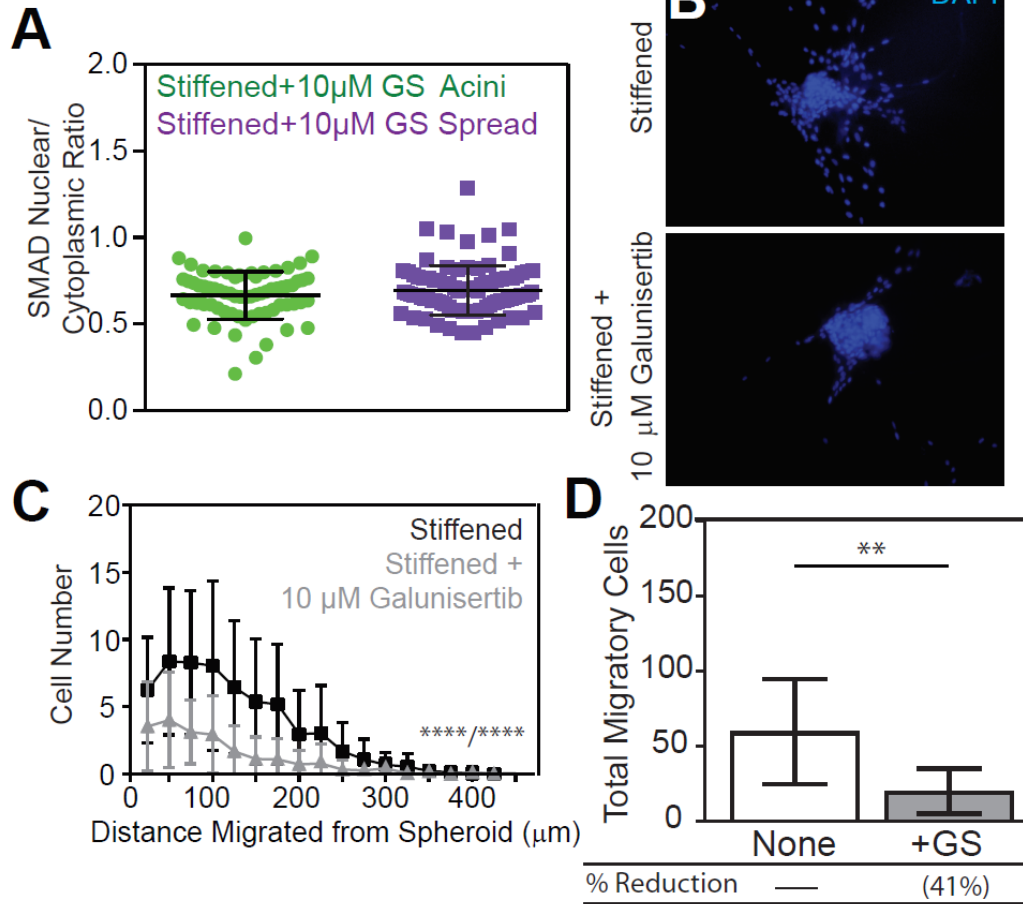 A
2.0
1.5
1.0
0.5
0.0
SMAD Nuclear/
Cytoplasmic Ratio
Stiffened+10μM GS Acini
Stiffened+10μM GS Spread
B
DAPI
Stiffened
Stiffened +
10 μM Galunisertib
C
20
15
10
5
0
Cell Number
Stiffened
Stiffened +
10 μM Galunisertib
****/****
0 100 200 300 400
Distance Migrated from Spheroid (μm)
D
200
150
100
50
0
Total Migratory Cells
**
None +GS
% Reduction — (41%)